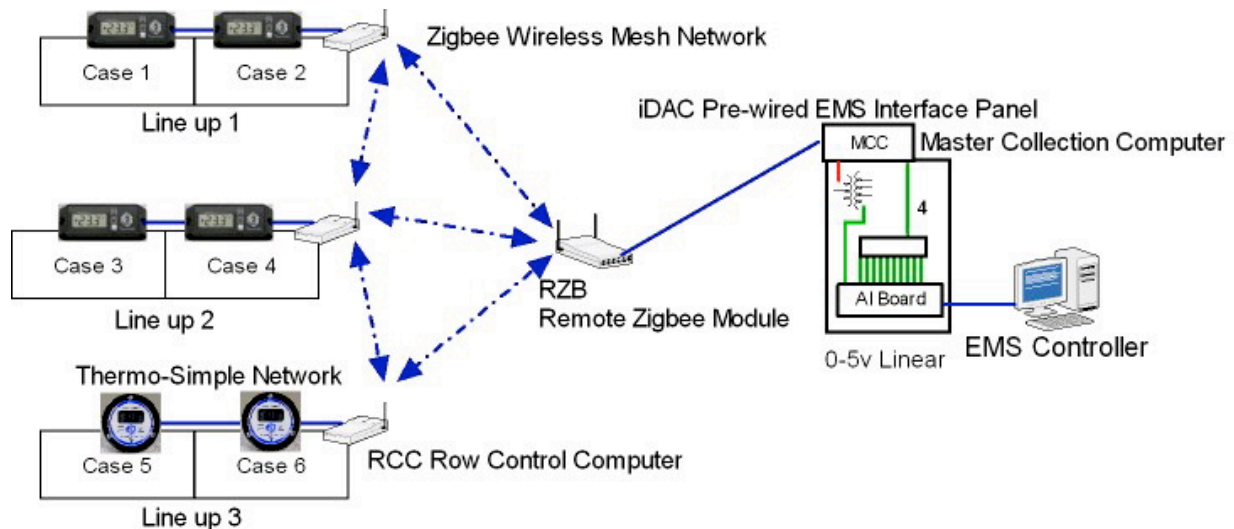 Zigbee Wireless Mesh Network
Case 1
Case 2
Line up 1
iDAC Pre-wired EMS Interface Panel
MCC
Master Collection Computer
4
Case 3
Case 4
Line up 2
RZB
Remote Zigbee Module
AI Board
0-5v Linear
EMS Controller
Thermo-Simple Network
Case 5
Case 6
RCC Row Control Computer
Line up 3